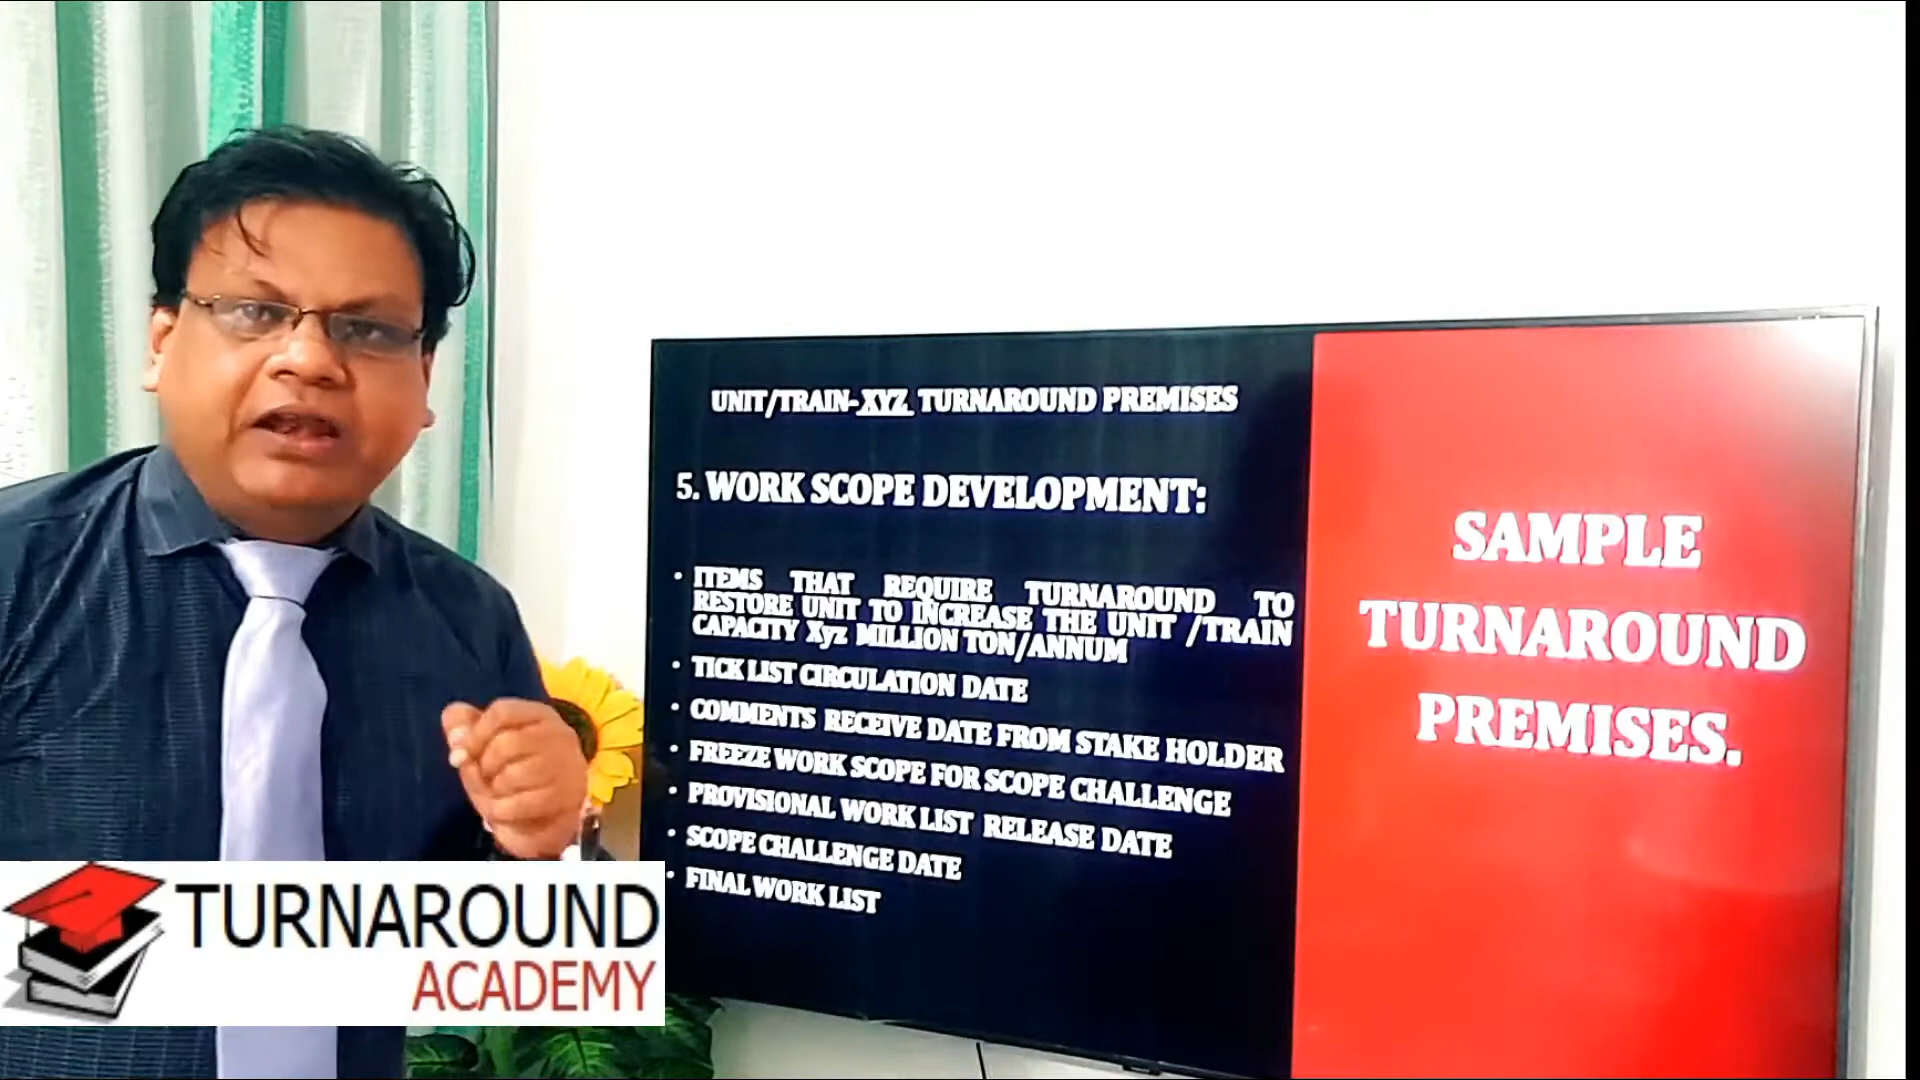 UNIT/TRAIN-XYZ TURNAROUND PREMISES
5. WORK SCOPE DEVELOPMENT:
• ITEMS THAT REQUIRE TURNAROUND TO
RESTORE UNIT TO INCREASE THE UNIT /TRAIN
CAPACITY Xyz MILLION TON/ANNUM
• TICK LIST CIRCULATION DATE
• COMMENTS RECEIVE DATE FROM STAKE HOLDER
• FREEZE WORK SCOPE FOR SCOPE CHALLENGE
• PROVISIONAL WORK LIST RELEASE DATE
• SCOPE CHALLENGE DATE
• FINAL WORK LIST
SAMPLE
TURNAROUND
PREMISES.
TURNAROUND
ACADEMY